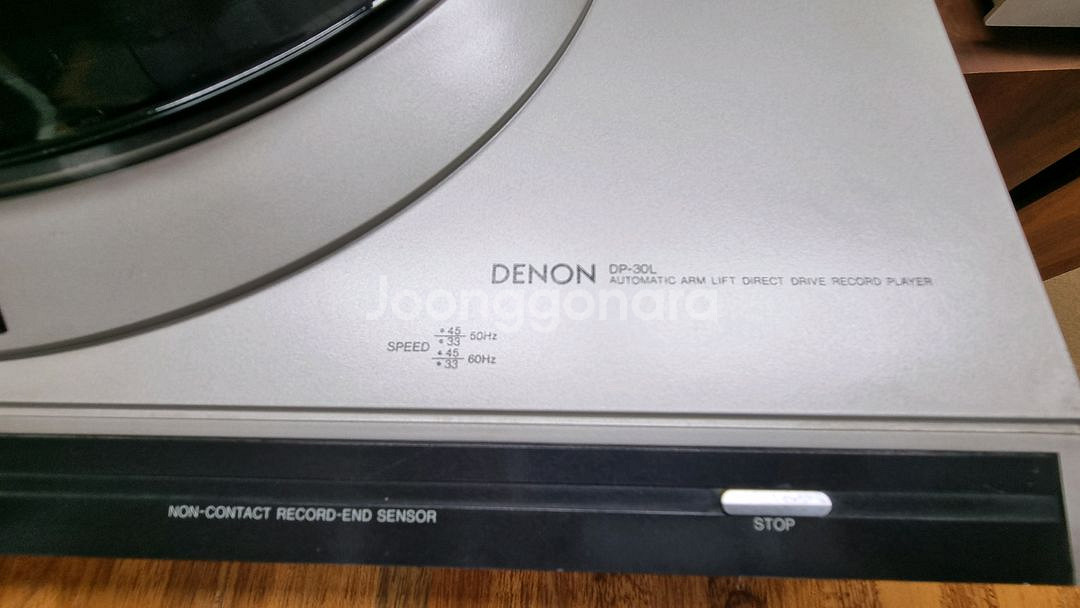 DENON DP-30L
AUTOMATIC ARM LIFT DIRECT DRIVE RECORD PLAYER
Joonggonara
SPEED
• 45
• 33
50Hz
• 45
• 33
60Hz
NON-CONTACT RECORD-END SENSOR
STOP